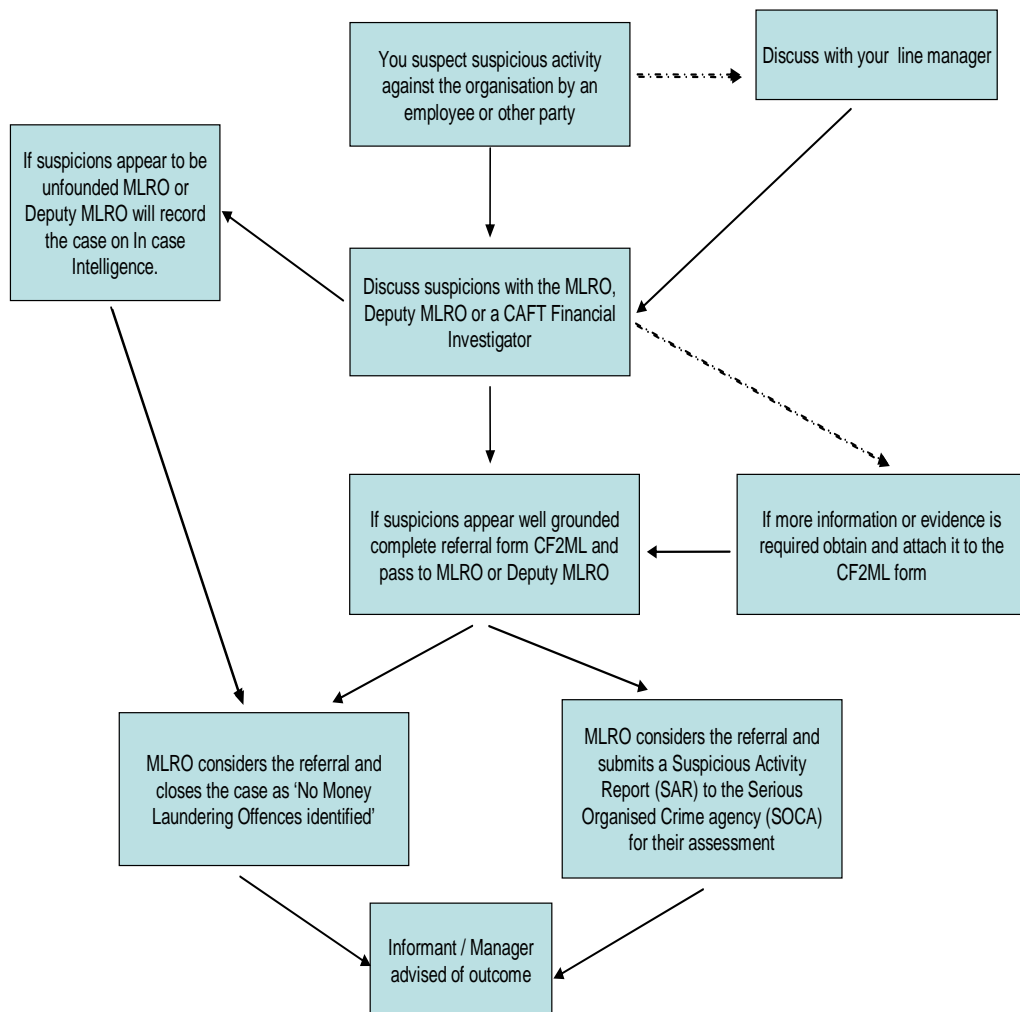 You suspect suspicious activity
against the organisation by an
employee or other party
Discuss with your line manager
If suspicions appear to be
unfounded MLRO or
Deputy MLRO will record
the case on In case
Intelligence.
Discuss suspicions with the MLRO,
Deputy MLRO or a CAFT Financial
Investigator
If suspicions appear well grounded
complete referral form CF2ML and
pass to MLRO or Deputy MLRO
If more information or evidence is
required obtain and attach it to the
CF2ML form
MLRO considers the referral and
closes the case as ‘No Money
Laundering Offences identified’
MLRO considers the referral and
submits a Suspicious Activity
Report (SAR) to the Serious
Organised Crime agency (SOCA)
for their assessment
Informant / Manager
advised of outcome